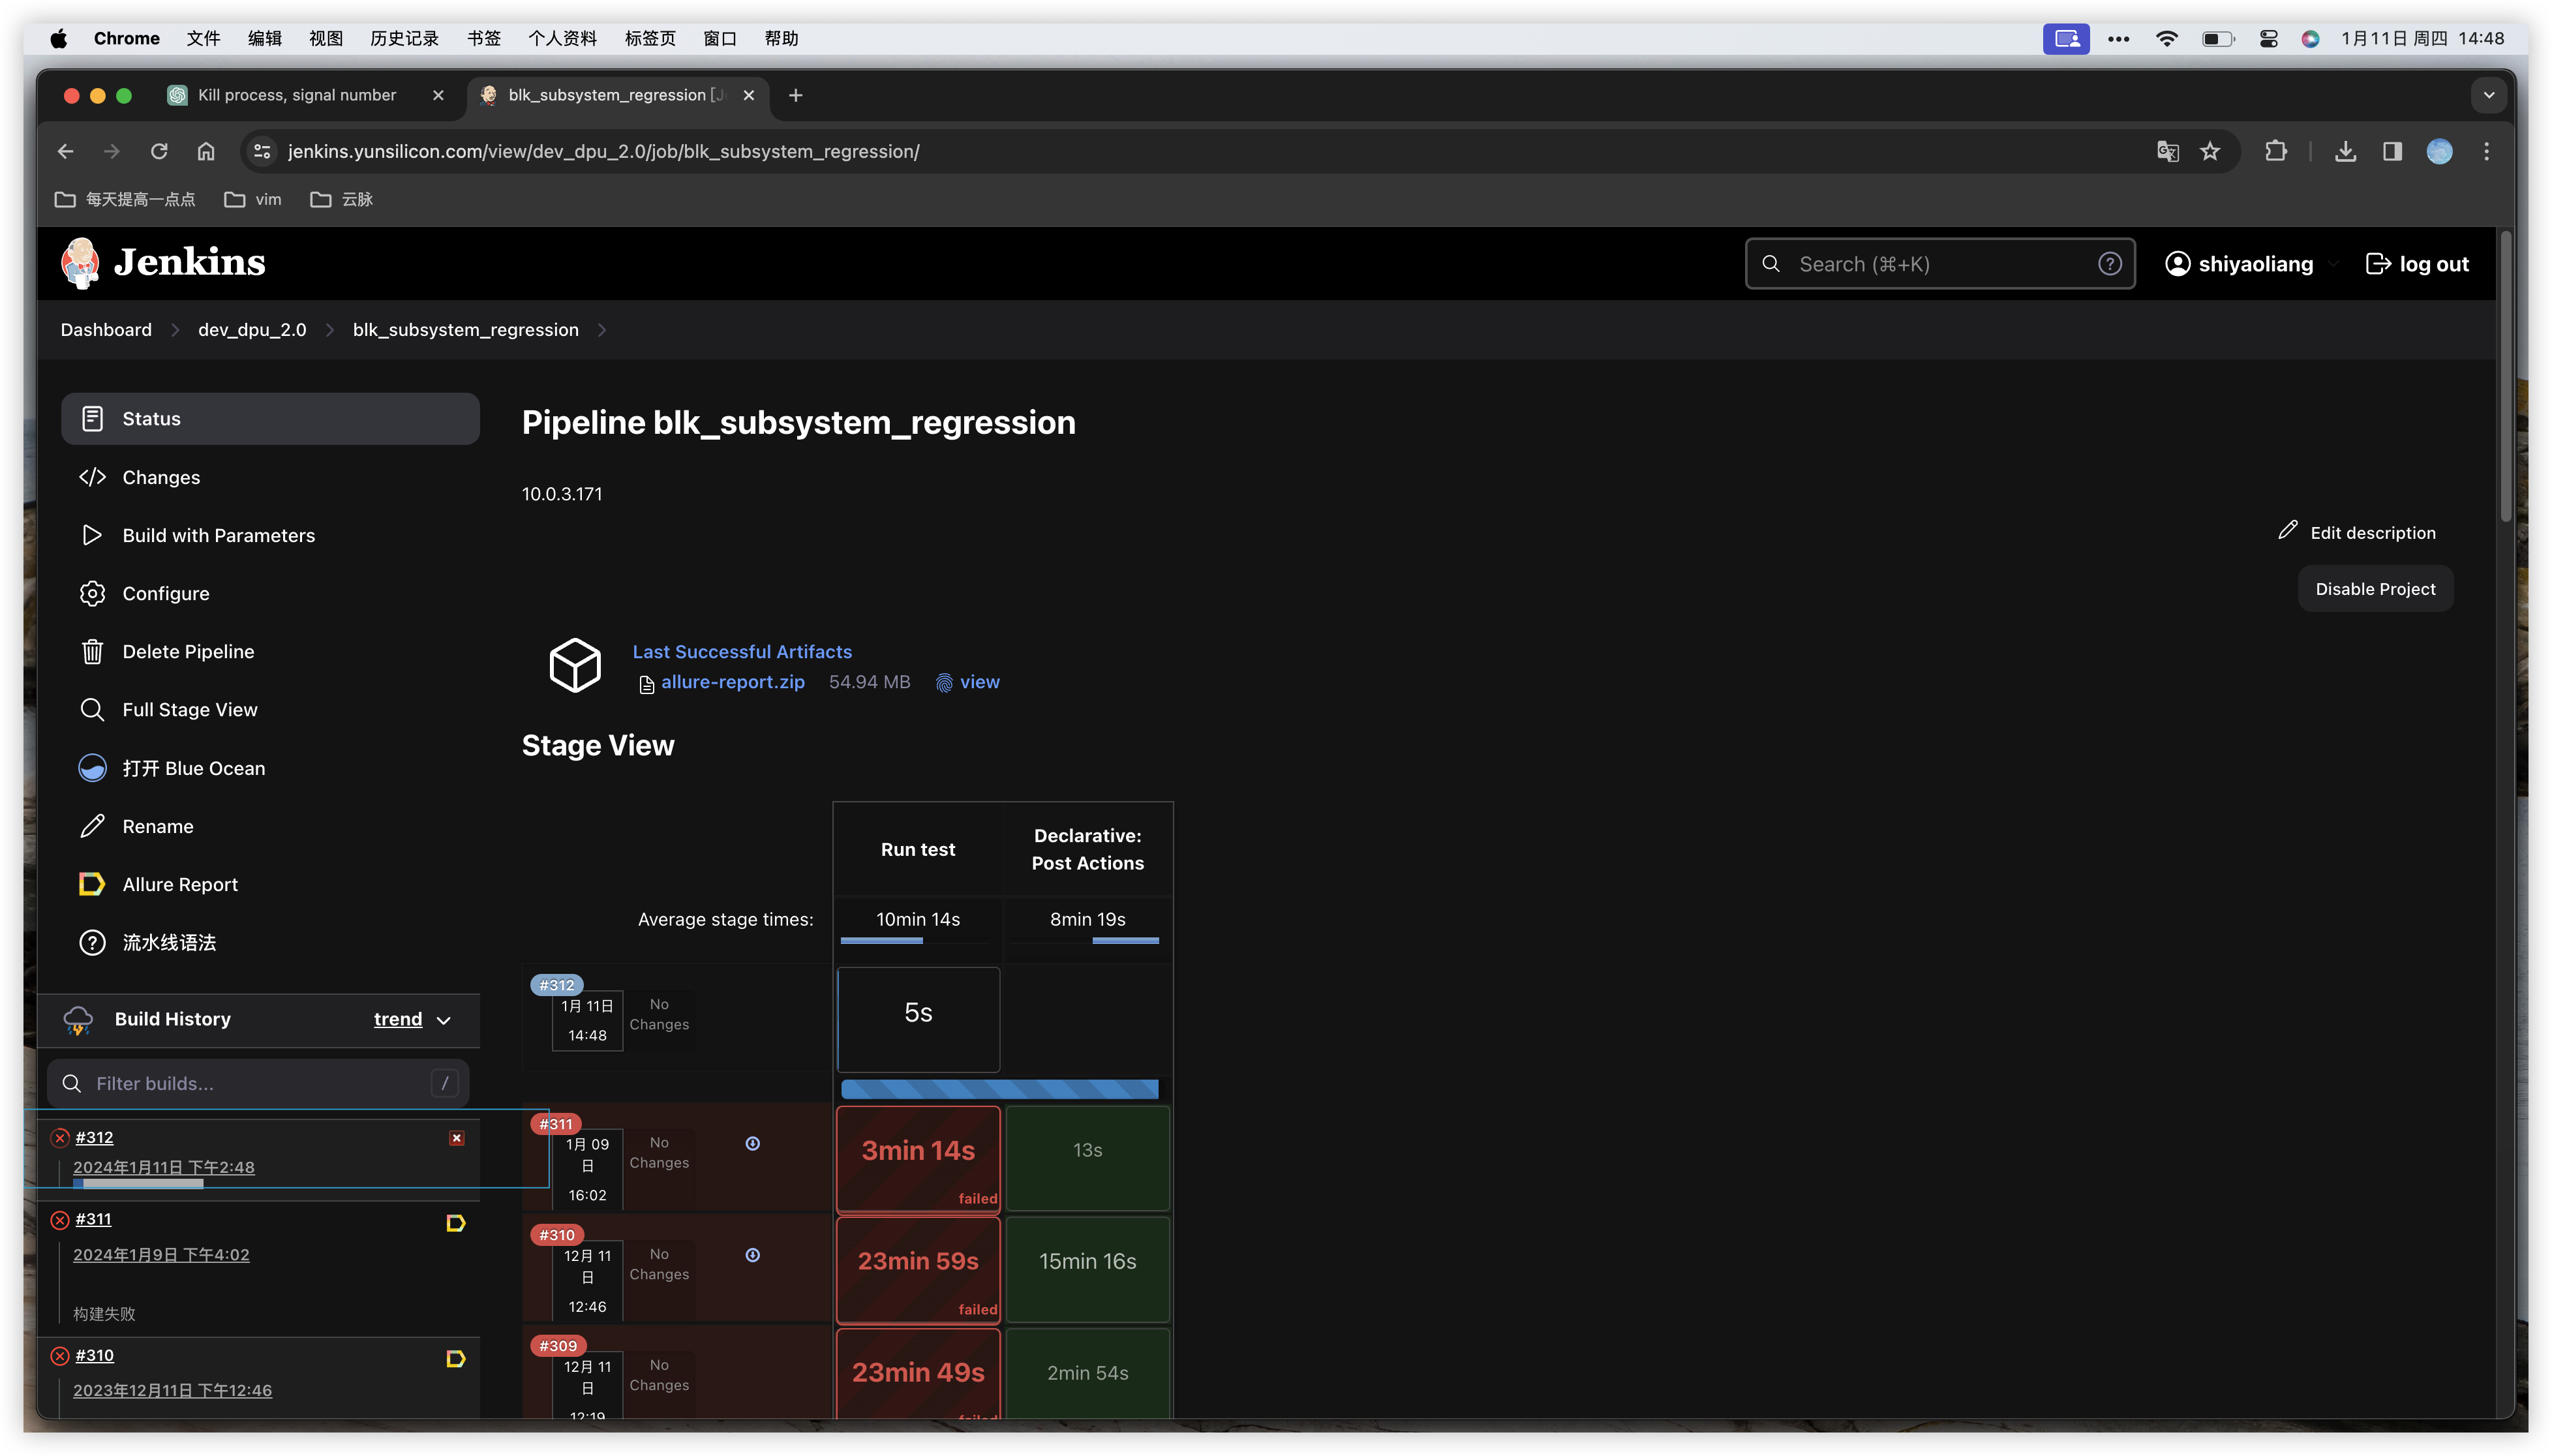 Chrome 文件 编辑 视图 历史记录 书签 个人资料 标签页 窗口 帮助 1月11日 周四 14:48
Kill process, signal number
blk_subsystem_regression [J
jenkins.yunsilicon.com/view/dev_dpu_2.0/job/blk_subsystem_regression/
每天提高一点点 vim 云脉
Jenkins
Search (⌘+K) ?
shiyaoliang
log out
Dashboard > dev_dpu_2.0 > blk_subsystem_regression >
Status
Changes
Build with Parameters
Configure
Delete Pipeline
Full Stage View
打开 Blue Ocean
Rename
Allure Report
流水线语法
Build History trend
Filter builds... /
#312
2024年1月11日 下午2:48
#311
2024年1月9日 下午4:02
构建失败
#310
2023年12月11日 下午12:46
Pipeline blk_subsystem_regression
10.0.3.171
Edit description
Disable Project
Last Successful Artifacts
allure-report.zip 54.94 MB view
Stage View
Run test
Declarative:
Post Actions
Average stage times:
10min 14s
8min 19s
#312
1月 11日
14:48
No
Changes
5s
#311
1月 09
日
16:02
No
Changes
3min 14s
failed
13s
#310
12月 11
日
12:46
No
Changes
23min 59s
failed
15min 16s
#309
12月 11
日
12:19
No
Changes
23min 49s
failed
2min 54s